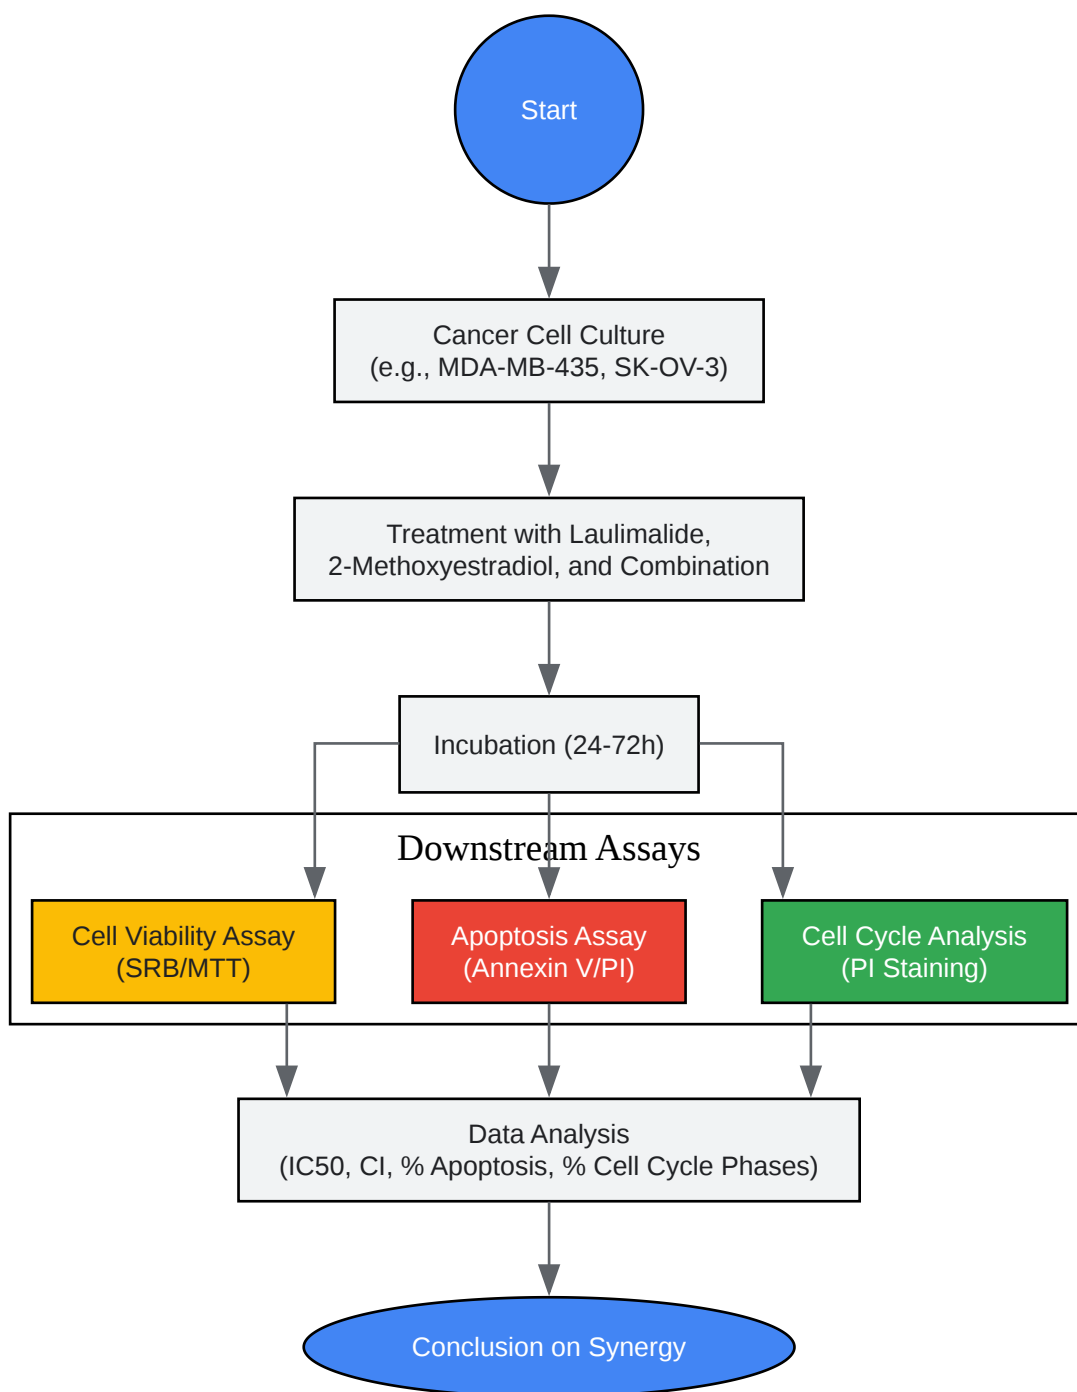 Start
Cancer Cell Culture
(e.g., MDA-MB-435, SK-OV-3)
Treatment with Laulimalide,
2-Methoxyestradiol, and Combination
Incubation (24-72h)
Downstream Assays
Cell Viability Assay
(SRB/MTT)
Apoptosis Assay
(Annexin V/PI)
Cell Cycle Analysis
(PI Staining)
Data Analysis
(IC50, CI, % Apoptosis, % Cell Cycle Phases)
Conclusion on Synergy